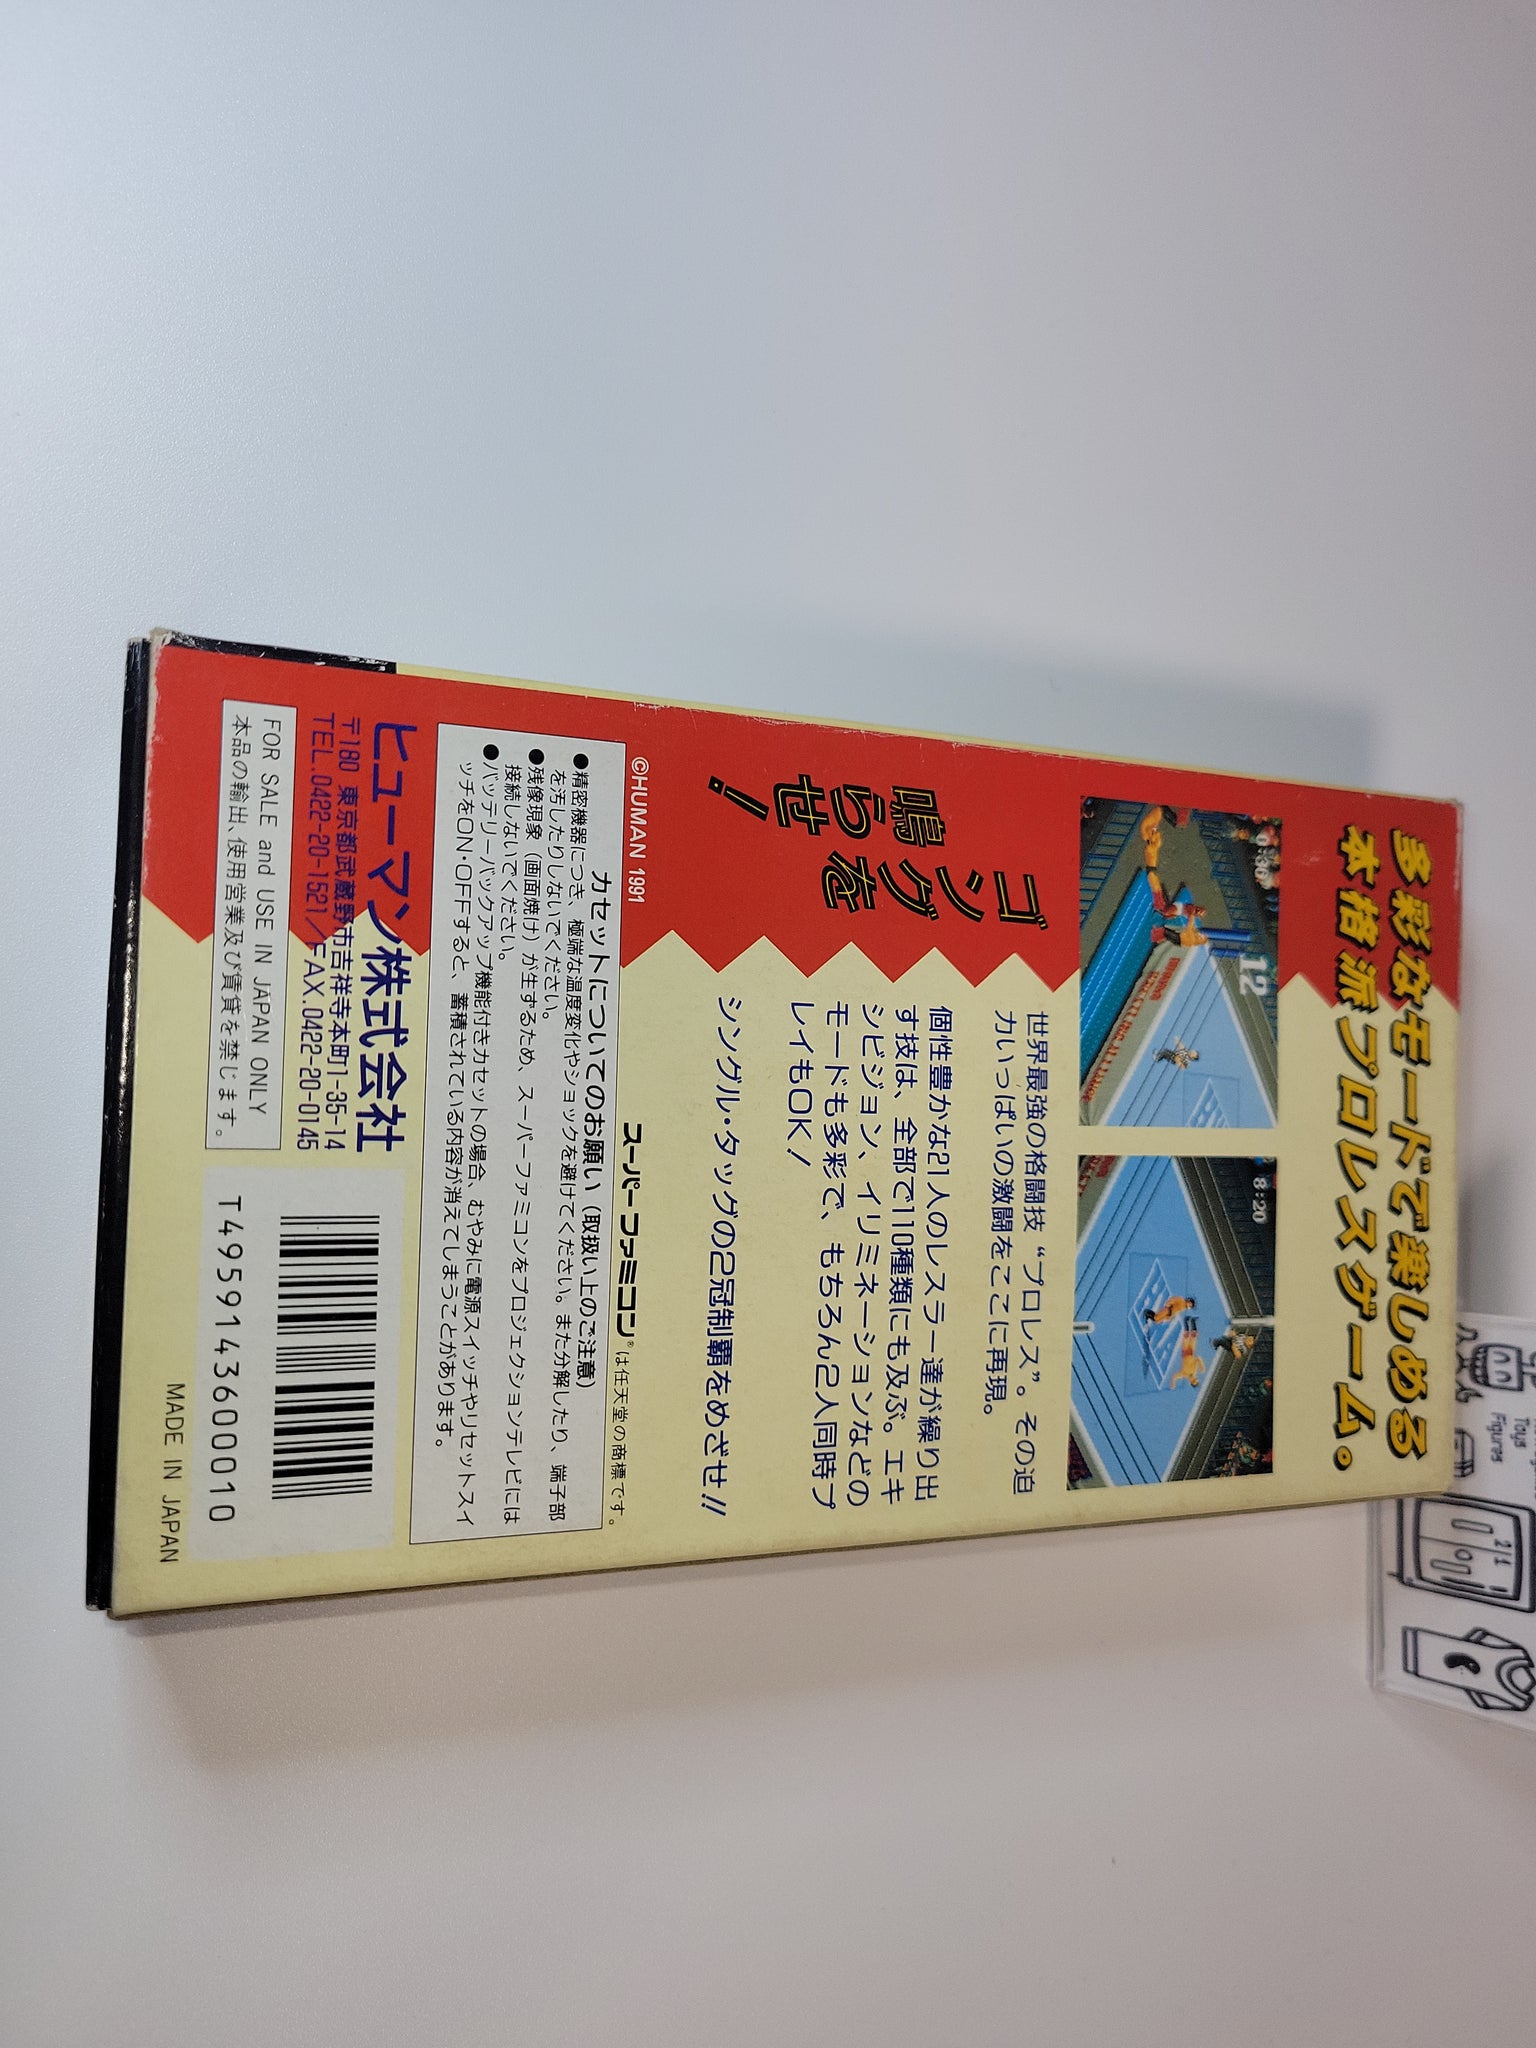 多彩なモードで楽しめる
本格派プロレスゲーム。
0:30
12
8:20
ゴングを
鳴らせ!
世界最強の格闘技“プロレス”。その迫
力いっぱいの激闘をここに再現。
個性豊かな21人のレスラー達が繰り出
す技は、全部で110種類にも及ぶ。エキ
シビジョン、イリミネーションなどの
モードも多彩で、もちろん2人同時プ
レイもOK!
シングル・タッグの2冠制覇をめざせ!!
©HUMAN 1991
スーパーファミコン®は任天堂の商標です。
カセットについてのお願い(取扱い上のご注意)
●精密機器につき、極端な温度変化やショックを避けてください。また分解したり、端子部
を汚したりしないでください。
●残像現象(画面焼け)が生ずるため、スーパーファミコンをプロジェクションテレビには
接続しないでください。
●バッテリーバックアップ機能付きカセットの場合、むやみに電源スイッチやリセットスイ
ッチをON・OFFすると、蓄積されている内容が消えてしまうことがあります。
ヒューマン株式会社
〒180 東京都武蔵野市吉祥寺本町1-35-14
TEL.0422-20-1521/FAX.0422-20-0145
FOR SALE and USE IN JAPAN ONLY
本品の輸出、使用営業及び賃貸を禁じます。
T4959143600010
MADE IN JAPAN
Toys
Figures